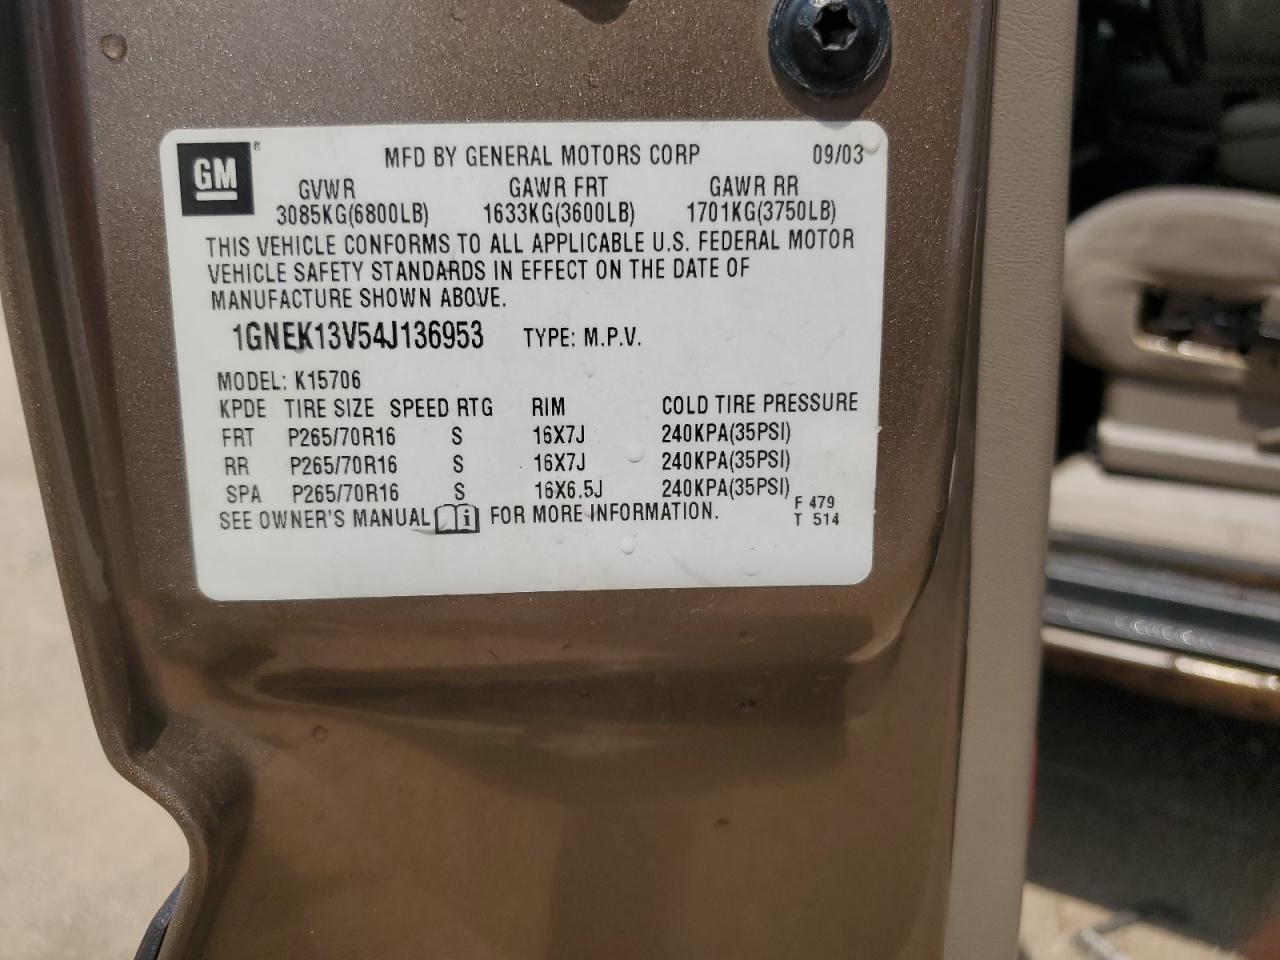 GM® MFD BY GENERAL MOTORS CORP 09/03
GVWR GAWR FRT GAWR RR
3085KG(6800LB) 1633KG(3600LB) 1701KG(3750LB)
THIS VEHICLE CONFORMS TO ALL APPLICABLE U.S. FEDERAL MOTOR
VEHICLE SAFETY STANDARDS IN EFFECT ON THE DATE OF
MANUFACTURE SHOWN ABOVE.
1GNEK13V54J136953 TYPE: M.P.V.
MODEL: K15706
KPDE TIRE SIZE SPEED RTG RIM COLD TIRE PRESSURE
FRT P265/70R16 S 16X7J 240KPA(35PSI)
RR P265/70R16 S 16X7J 240KPA(35PSI)
SPA P265/70R16 S 16X6.5J 240KPA(35PSI)
SEE OWNER'S MANUAL i FOR MORE INFORMATION. F 479
T 514